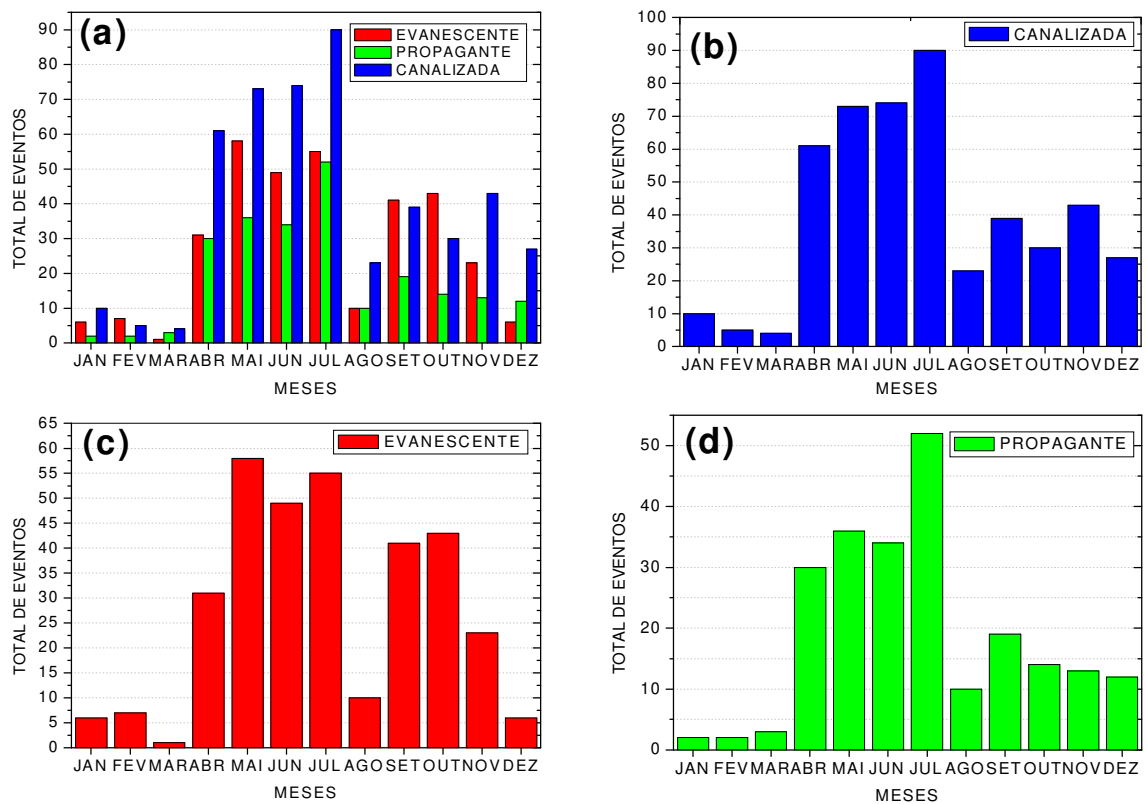 (a)
EVANESCENTE
PROPAGANTE
CANALIZADA
TOTAL DE EVENTOS
90
80
70
60
50
40
30
20
10
0
JAN FEV MAR ABR MAI JUN JUL AGO SET OUT NOV DEZ
MESES
(b)
CANALIZADA
TOTAL DE EVENTOS
100
90
80
70
60
50
40
30
20
10
0
JAN FEV MAR ABR MAI JUN JUL AGO SET OUT NOV DEZ
MESES
(c)
EVANESCENTE
TOTAL DE EVENTOS
65
60
55
50
45
40
35
30
25
20
15
10
5
0
JAN FEV MAR ABR MAI JUN JUL AGO SET OUT NOV DEZ
MESES
(d)
PROPAGANTE
TOTAL DE EVENTOS
50
40
30
20
10
0
JAN FEV MAR ABR MAI JUN JUL AGO SET OUT NOV DEZ
MESES